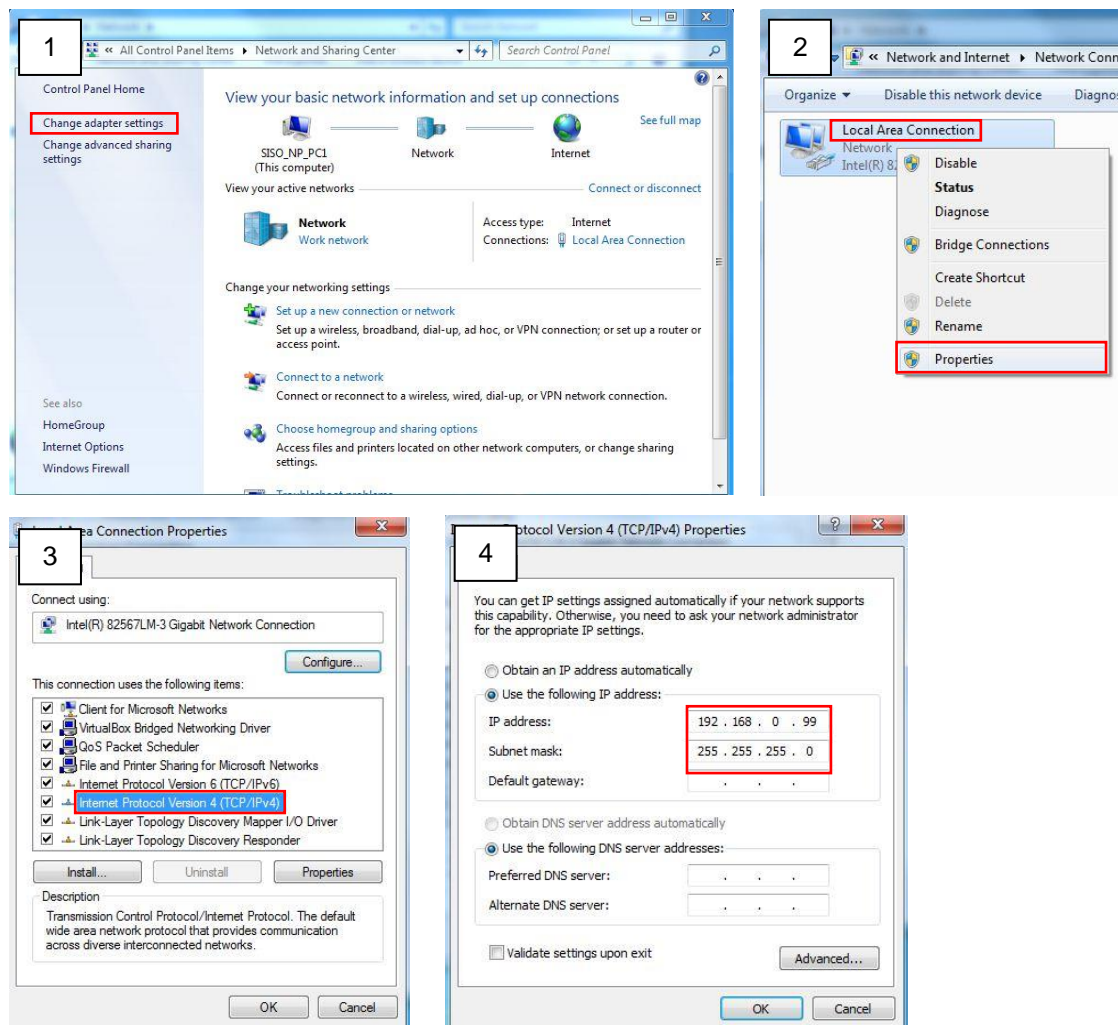 1
« All Control Panel Items ▸ Network and Sharing Center
Search Control Panel
Control Panel Home
Change adapter settings
Change advanced sharing
settings
See also
HomeGroup
Internet Options
Windows Firewall
View your basic network information and set up connections
See full map
SISO_NP_PC1
(This computer)
Network
Internet
View your active networks
Connect or disconnect
Network
Work network
Access type: Internet
Connections: Local Area Connection
Change your networking settings
Set up a new connection or network
Set up a wireless, broadband, dial-up, ad hoc, or VPN connection; or set up a router or
access point.
Connect to a network
Connect or reconnect to a wireless, wired, dial-up, or VPN network connection.
Choose homegroup and sharing options
Access files and printers located on other network computers, or change sharing
settings.
Troubleshoot problems
2
« Network and Internet ▸ Network Conn
Organize Disable this network device Diagnos
Local Area Connection
Network
Intel(R) 8
Disable
Status
Diagnose
Bridge Connections
Create Shortcut
Delete
Rename
Properties
3
Area Connection Properties
Connect using:
Intel(R) 82567LM-3 Gigabit Network Connection
Configure...
This connection uses the following items:
Client for Microsoft Networks
VirtualBox Bridged Networking Driver
QoS Packet Scheduler
File and Printer Sharing for Microsoft Networks
Internet Protocol Version 6 (TCP/IPv6)
Internet Protocol Version 4 (TCP/IPv4)
Link-Layer Topology Discovery Mapper I/O Driver
Link-Layer Topology Discovery Responder
Install... Uninstall Properties
Description
Transmission Control Protocol/Internet Protocol. The default
wide area network protocol that provides communication
across diverse interconnected networks.
OK Cancel
4
otocol Version 4 (TCP/IPv4) Properties
You can get IP settings assigned automatically if your network supports
this capability. Otherwise, you need to ask your network administrator
for the appropriate IP settings.
Obtain an IP address automatically
Use the following IP address:
IP address: 192 . 168 . 0 . 99
Subnet mask: 255 . 255 . 255 . 0
Default gateway: . . .
Obtain DNS server address automatically
Use the following DNS server addresses:
Preferred DNS server: . . .
Alternate DNS server: . . .
Validate settings upon exit
Advanced...
OK Cancel